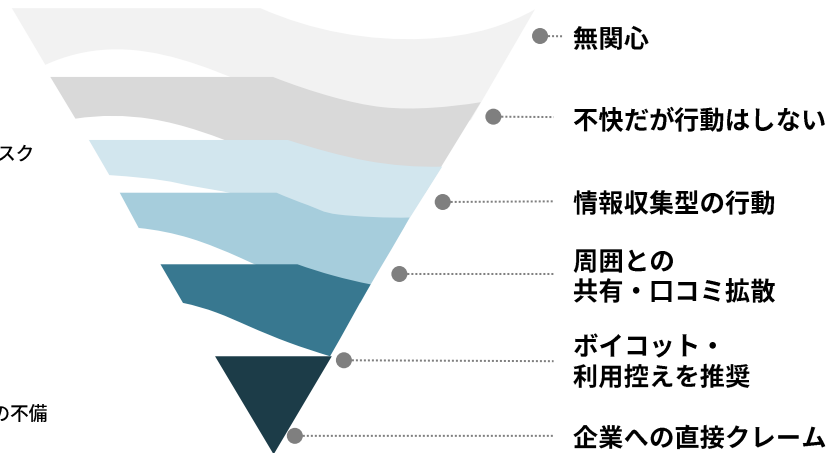 無関心
不快だが行動はしない
スク
情報収集型の行動
周囲との
共有・口コミ拡散
ボイコット・
利用控えを推奨
の不備
企業への直接クレーム